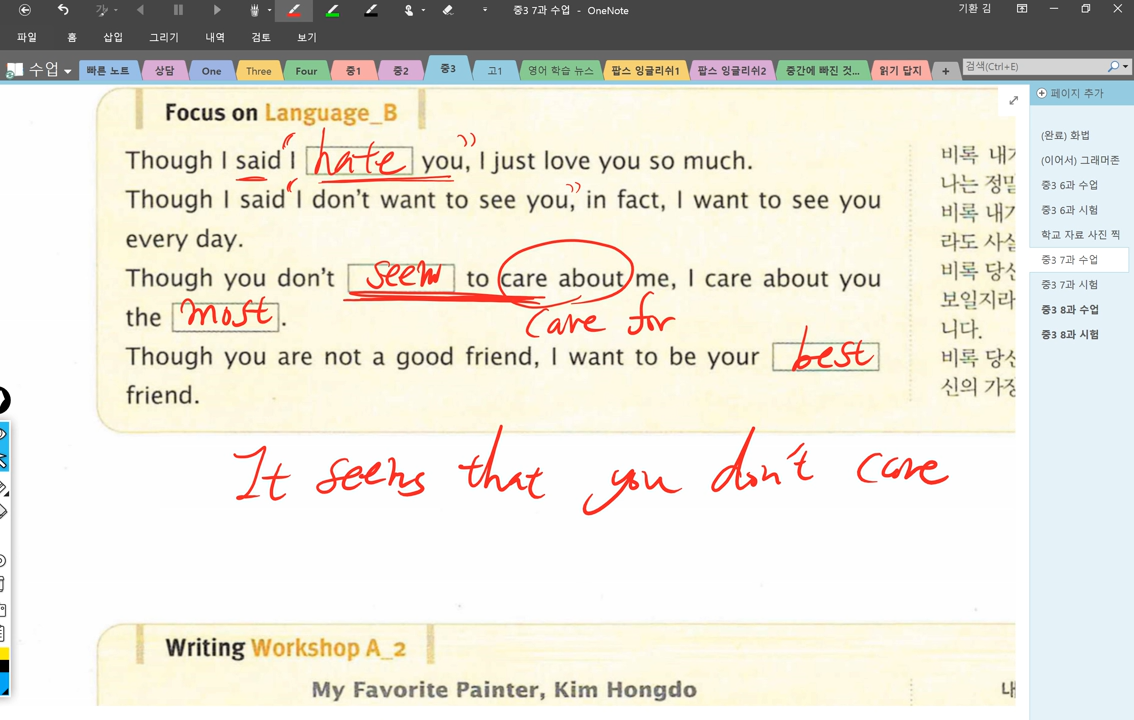 중3 7과 수업 - OneNote
기환 김
파일 홈 삽입 그리기 내역 검토 보기
수업 빠른 노트 상담 One Three Four 중1 중2 중3 고1 영어 학습 뉴스 팝스 잉글리쉬1 팝스 잉글리쉬2 중간에 빠진 것... 읽기 답지 + 검색(Ctrl+E)
페이지 추가
(완료) 화법
(이어서) 그래머존
중3 6과 수업
중3 6과 시험
학교 자료 사진 찍
중3 7과 수업
중3 7과 시험
중3 8과 수업
중3 8과 시험
Focus on Language_B
Though I said "I hate you," I just love you so much.
Though I said "I don't want to see you," in fact, I want to see you
every day.
Though you don't seem to care about me, I care about you
care for
the most.
Though you are not a good friend, I want to be your best
friend.
비록 내가
나는 정말
비록 내가
라도 사실
비록 당신
보일지라
니다.
비록 당신
신의 가장
It seems that you don't care
Writing Workshop A_2
My Favorite Painter, Kim Hongdo